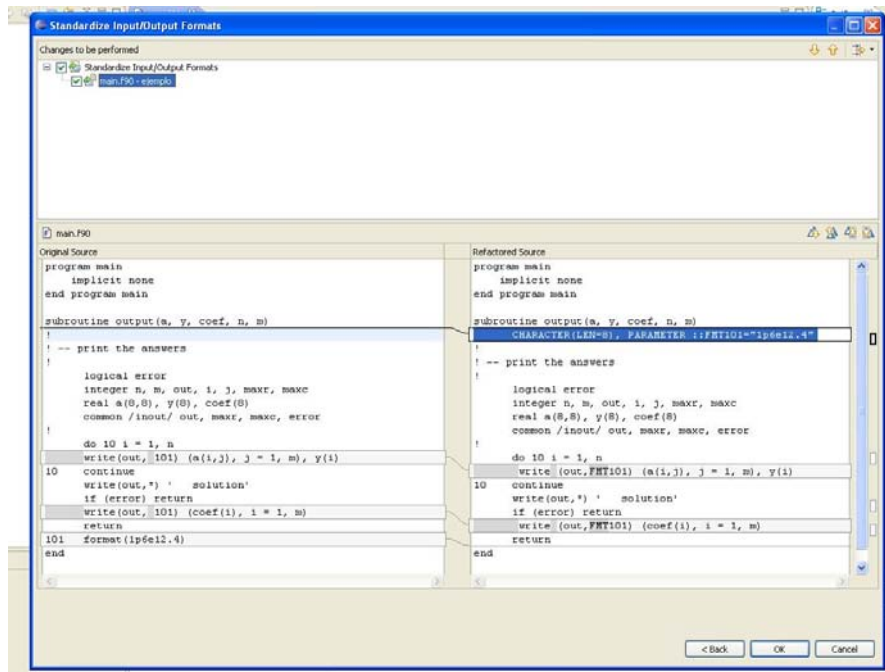 Standardize Input/Output Formats
Changes to be performed
Standardize Input/Output Formats
main.f90 - ejemplo
main.f90
Original Source
program main
implicit none
end program main
subroutine output(a, y, coef, n, m)
!
! -- print the answers
!
logical error
integer n, m, out, i, j, maxr, maxc
real a(8,8), y(8), coef(8)
common /inout/ out, maxr, maxc, error
!
do 10 i = 1, n
write(out, 101) (a(i,j), j = 1, m), y(i)
10 continue
write(out,*) ' solution'
if (error) return
write(out, 101) (coef(i), i = 1, m)
return
101 format(1p6e12.4)
end
Refactored Source
program main
implicit none
end program main
subroutine output(a, y, coef, n, m)
CHARACTER(LEN=8), PARAMETER ::FMT101="1p6e12.4"
!
! -- print the answers
!
logical error
integer n, m, out, i, j, maxr, maxc
real a(8,8), y(8), coef(8)
common /inout/ out, maxr, maxc, error
!
do 10 i = 1, n
write (out,FMT101) (a(i,j), j = 1, m), y(i)
10 continue
write(out,*) ' solution'
if (error) return
write (out,FMT101) (coef(i), i = 1, m)
return
end
< Back
OK
Cancel